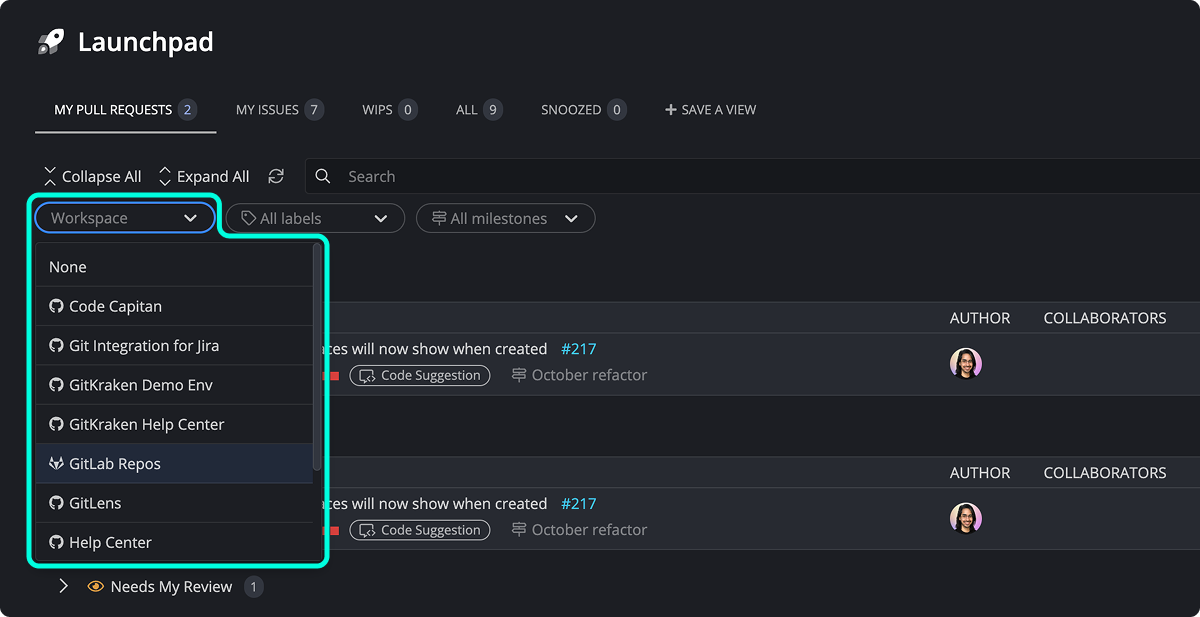 Launchpad
MY PULL REQUESTS 2 MY ISSUES 7 WIPS 0 ALL 9 SNOOZED 0 + SAVE A VIEW
Collapse All Expand All Search
Workspace All labels All milestones
None
Code Capitan
AUTHOR COLLABORATORS
Git Integration for Jira will now show when created #217
Code Suggestion October refactor
GitKraken Demo Env
GitKraken Help Center
GitLab Repos
AUTHOR COLLABORATORS
GitLens will now show when created #217
Code Suggestion October refactor
Help Center
Needs My Review 1